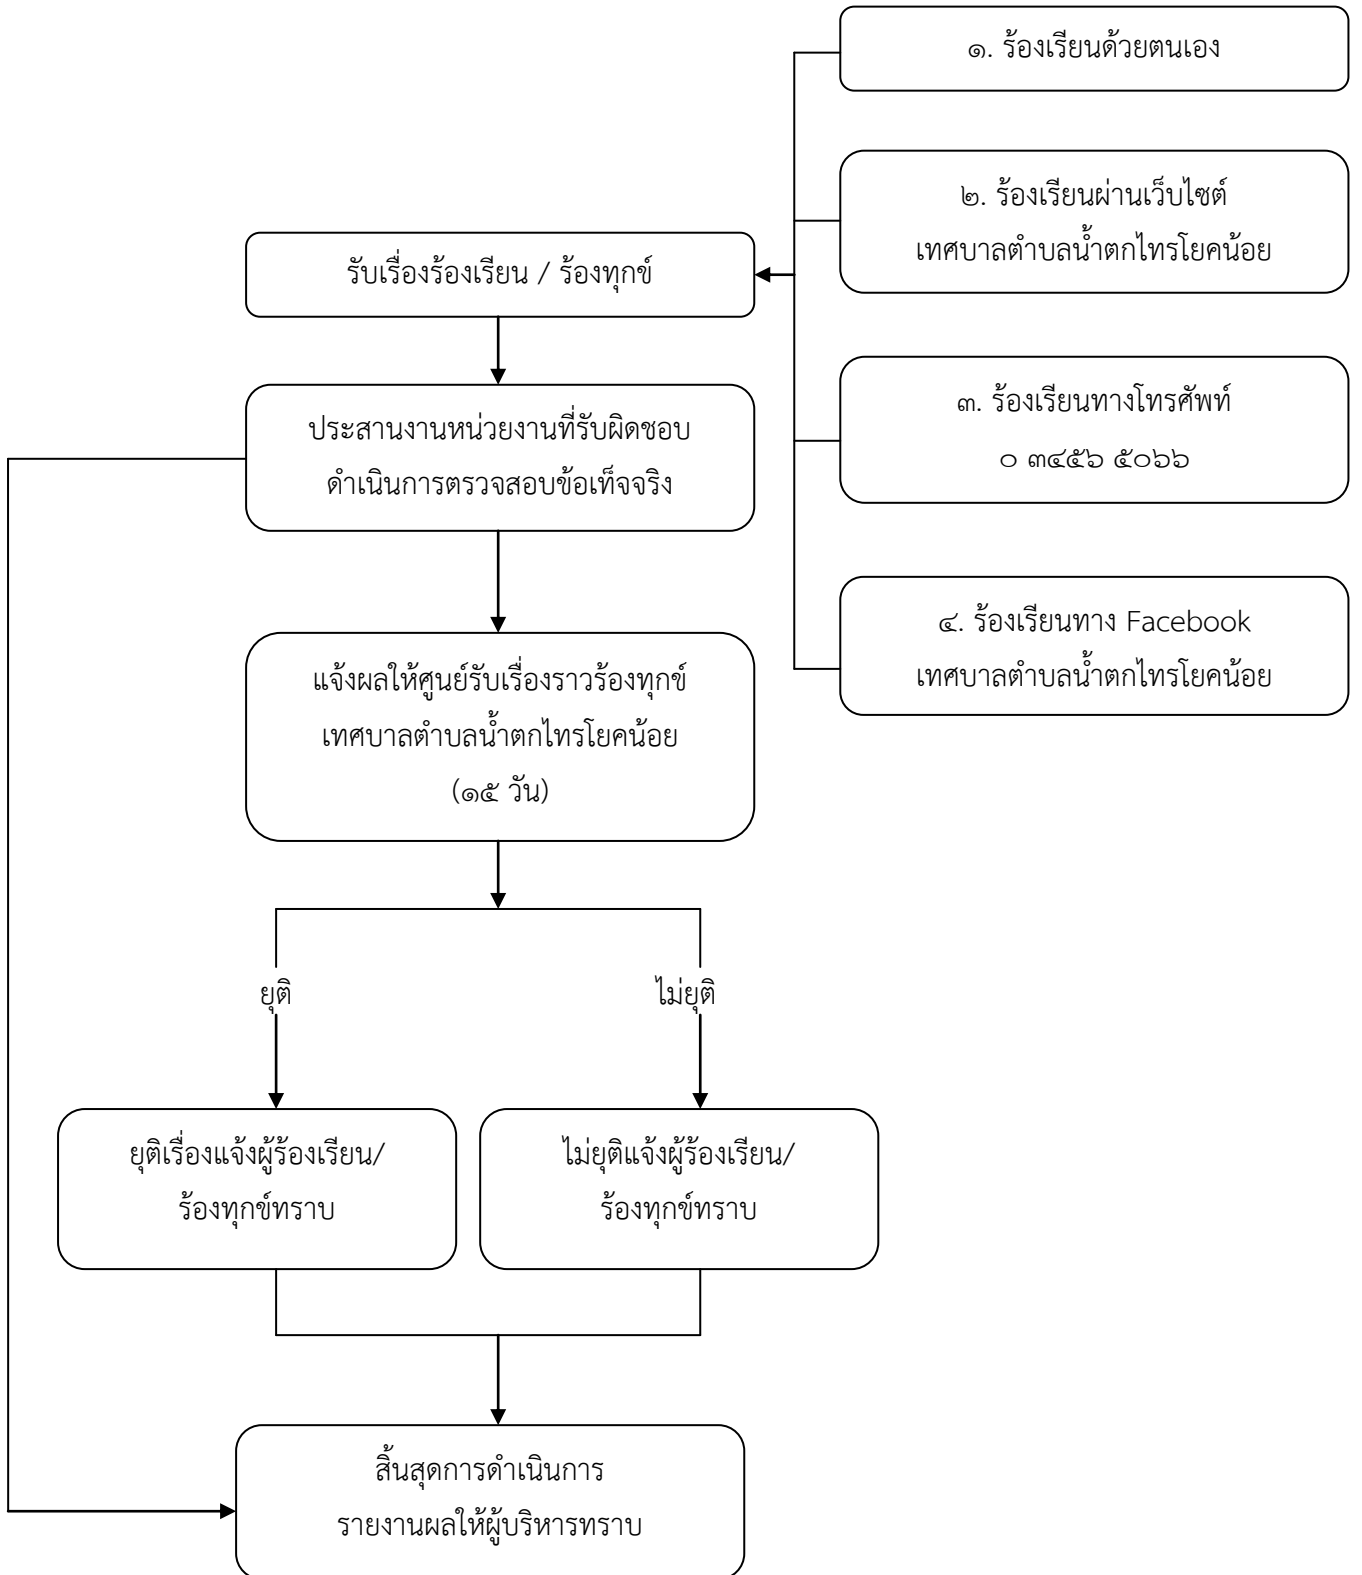 ๑. ร้องเรียนด้วยตนเอง
๒. ร้องเรียนผ่านเว็บไซต์
เทศบาลตำบลน้ำตกไทรโยคน้อย
รับเรื่องร้องเรียน / ร้องทุกข์
๓. ร้องเรียนทางโทรศัพท์
๐ ๓๔๕๖ ๕๐๖๖
ประสานงานหน่วยงานที่รับผิดชอบ
ดำเนินการตรวจสอบข้อเท็จจริง
๔. ร้องเรียนทาง Facebook
เทศบาลตำบลน้ำตกไทรโยคน้อย
แจ้งผลให้ศูนย์รับเรื่องราวร้องทุกข์
เทศบาลตำบลน้ำตกไทรโยคน้อย
(๑๕ วัน)
ยุติ
ไม่ยุติ
ยุติเรื่องแจ้งผู้ร้องเรียน/
ร้องทุกข์ทราบ
ไม่ยุติแจ้งผู้ร้องเรียน/
ร้องทุกข์ทราบ
สิ้นสุดการดำเนินการ
รายงานผลให้ผู้บริหารทราบ